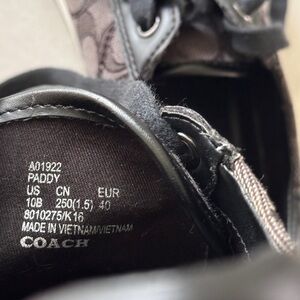 A01922
PADDY
US CN EUR
10B 250(1.5) 40
8010275/K16
MADE IN VIETNAM/VIETNAM
COACH